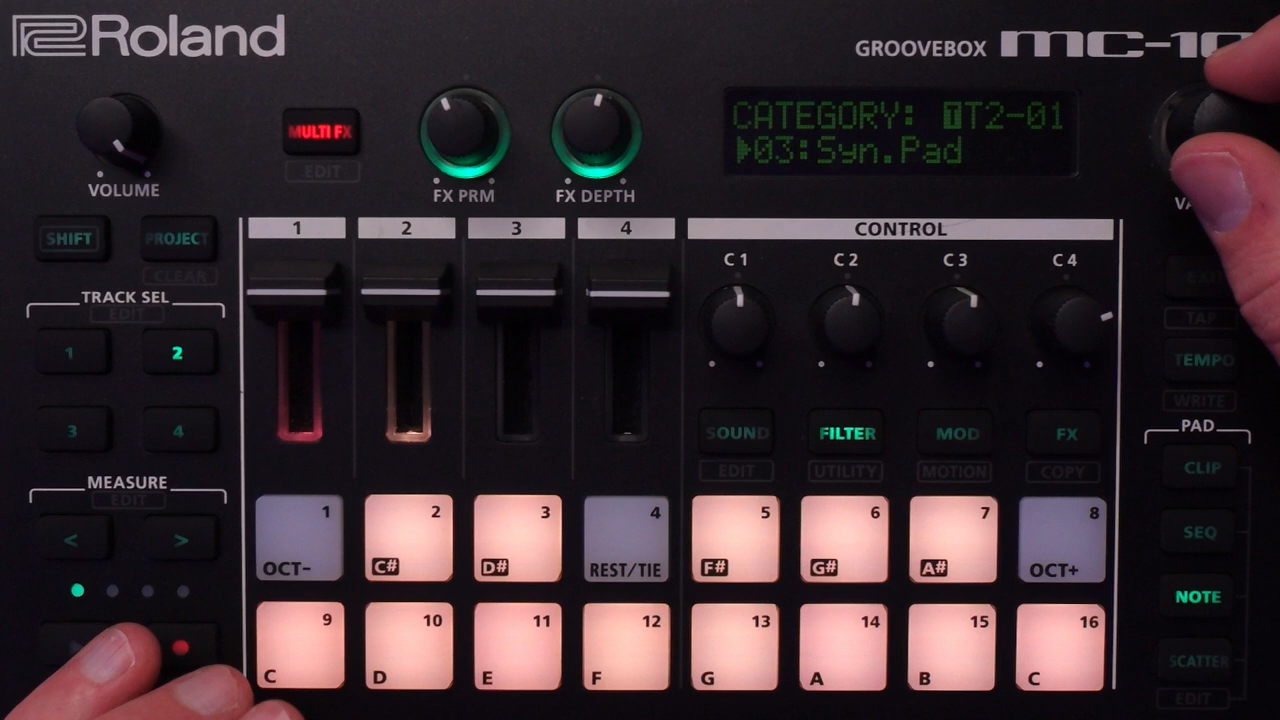 Roland
GROOVEBOX MC-10
VOLUME
MULTI FX
EDIT
FX PRM
FX DEPTH
CATEGORY: TT2-01
▶03:Syn.Pad
SHIFT
PROJECT
CLEAR
TRACK SEL
EDIT
1
2
3
4
MEASURE
EDIT
<
>
1
2
3
4
CONTROL
C1
C2
C3
C4
SOUND
FILTER
MOD
FX
EDIT
UTILITY
MOTION
COPY
TAP
TEMPO
WRITE
PAD
CLIP
SEQ
NOTE
SCATTER
EDIT
1
OCT-
2
C#
3
D#
4
REST/TIE
5
F#
6
G#
7
A#
8
OCT+
9
C
10
D
11
E
12
F
13
G
14
A
15
B
16
C